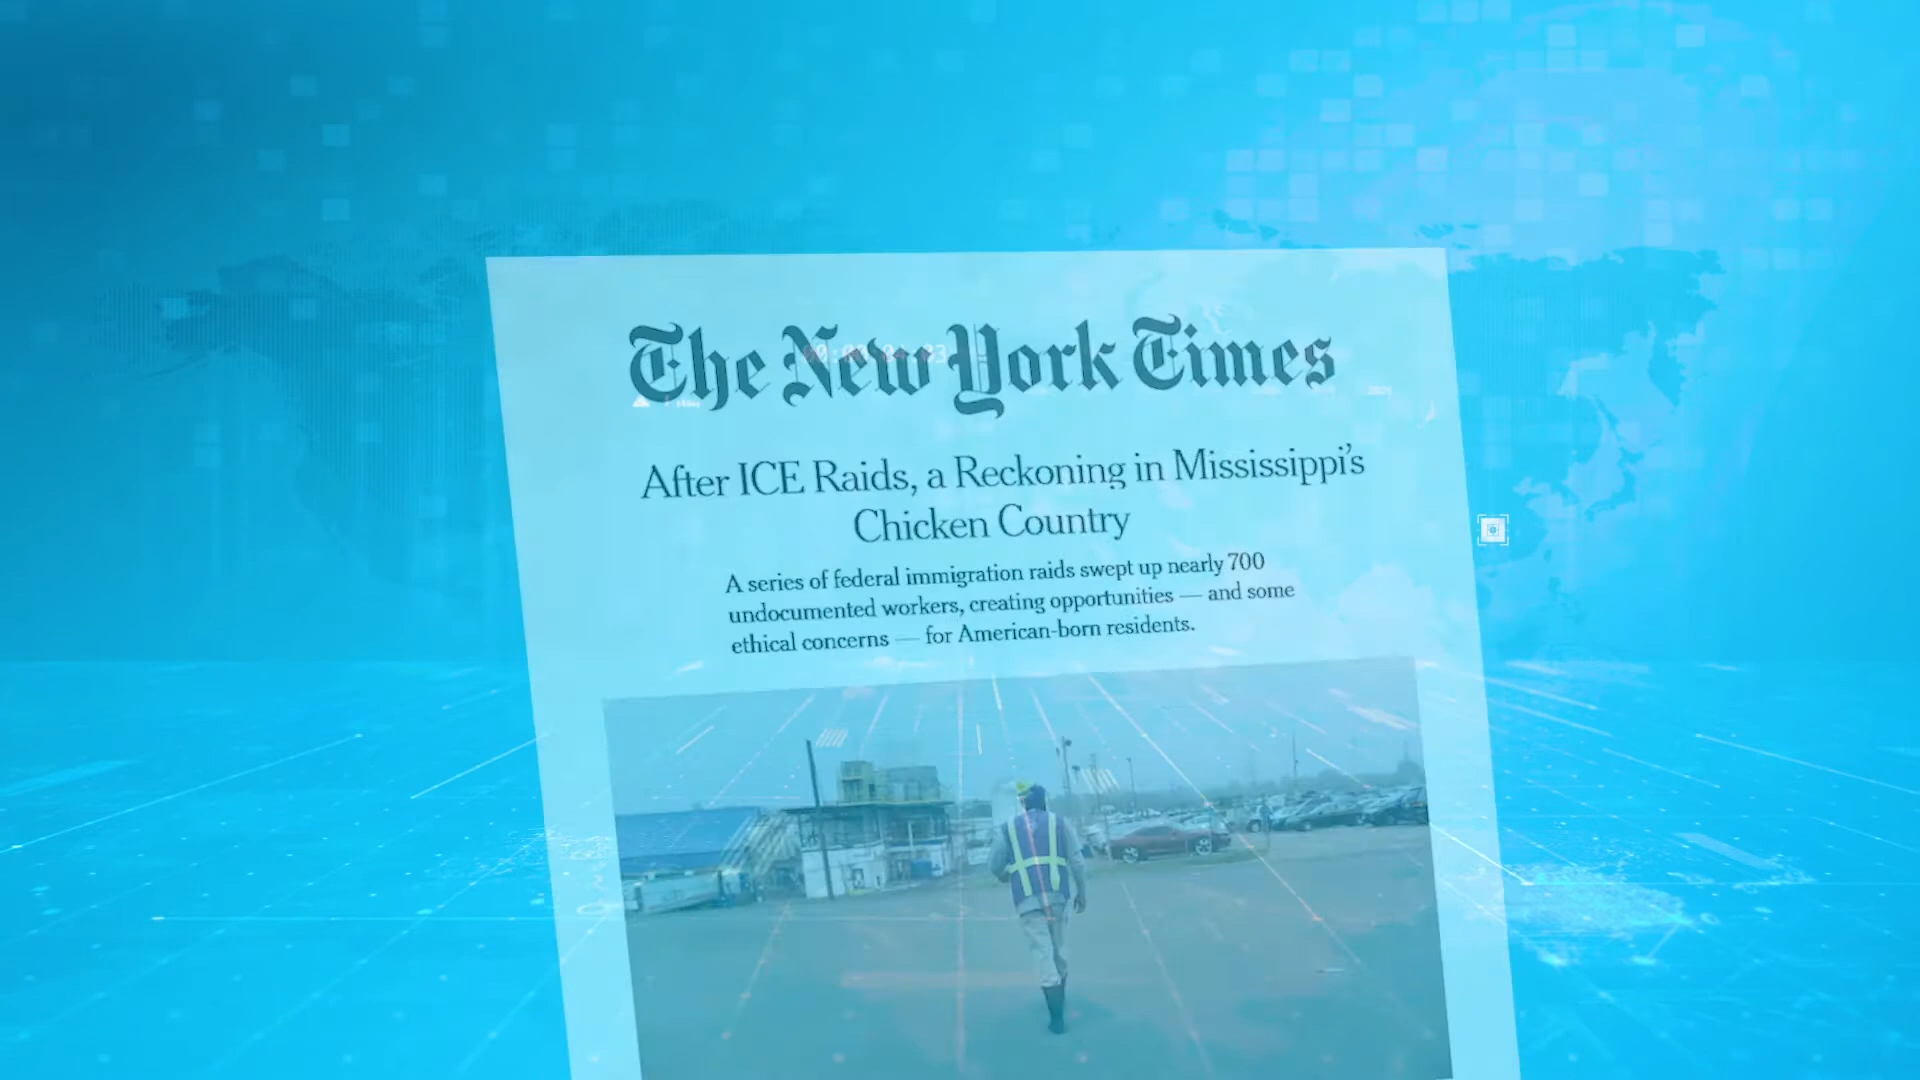 The New York Times
After ICE Raids, a Reckoning in Mississippi's
Chicken Country
A series of federal immigration raids swept up nearly 700
undocumented workers, creating opportunities — and some
ethical concerns — for American-born residents.